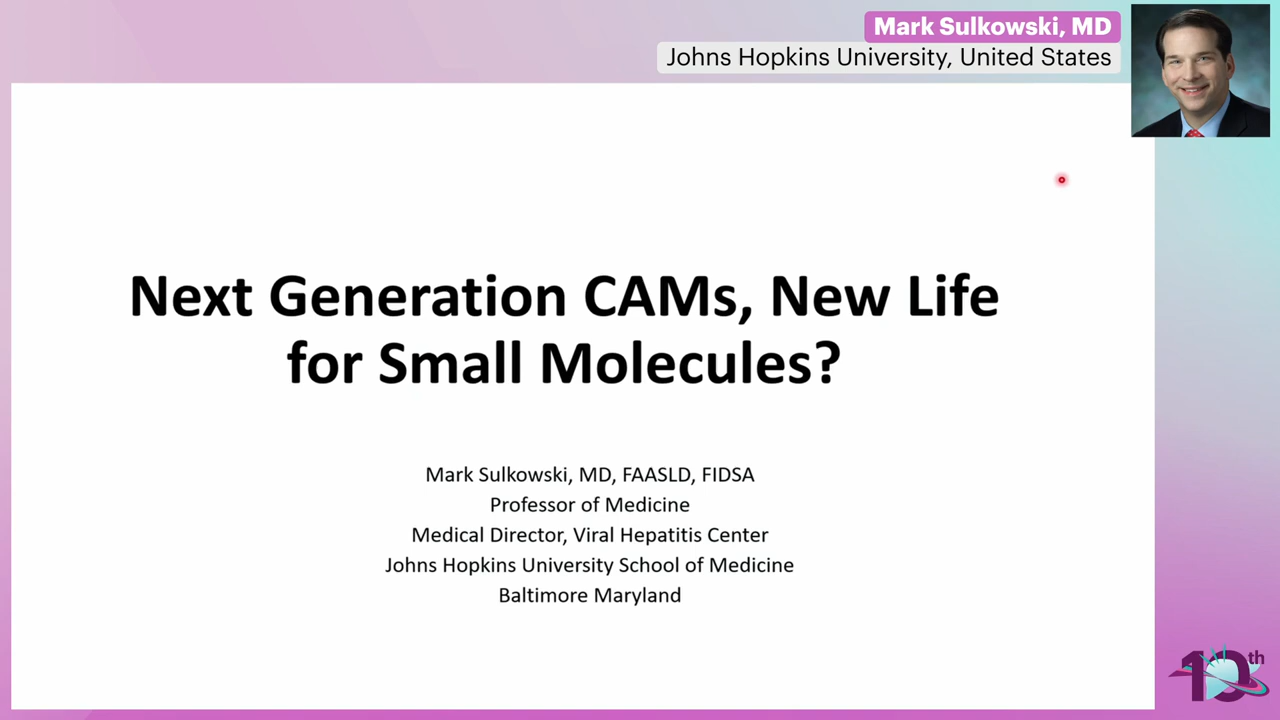 Mark Sulkowski, MD
Johns Hopkins University, United States
Next Generation CAMs, New Life
for Small Molecules?
Mark Sulkowski, MD, FAASLD, FIDSA
Professor of Medicine
Medical Director, Viral Hepatitis Center
Johns Hopkins University School of Medicine
Baltimore Maryland
10th